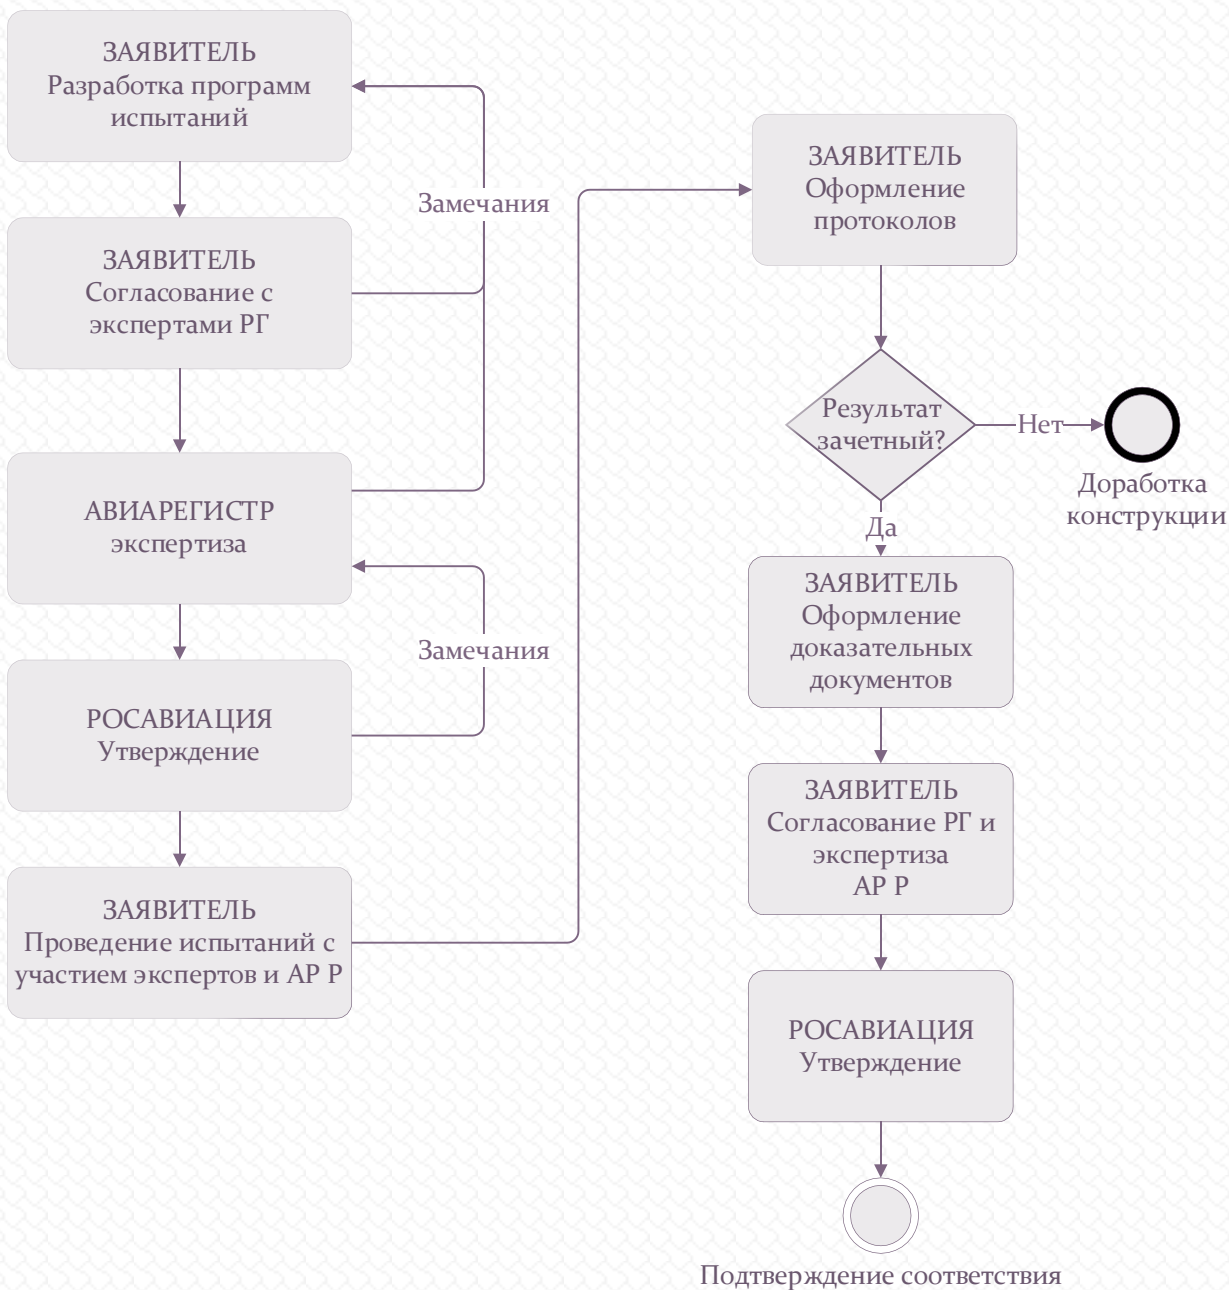 ЗАЯВИТЕЛЬ
Разработка программ
испытаний
Замечания
ЗАЯВИТЕЛЬ
Согласование с
экспертами РГ
АВИАРЕГИСТР
экспертиза
Замечания
РОСАВИАЦИЯ
Утверждение
ЗАЯВИТЕЛЬ
Проведение испытаний с
участием экспертов и АР Р
ЗАЯВИТЕЛЬ
Оформление
протоколов
Результат
зачетный?
Нет
Доработка
конструкции
Да
ЗАЯВИТЕЛЬ
Оформление
доказательных
документов
ЗАЯВИТЕЛЬ
Согласование РГ и
экспертиза
АР Р
РОСАВИАЦИЯ
Утверждение
Подтверждение соответствия